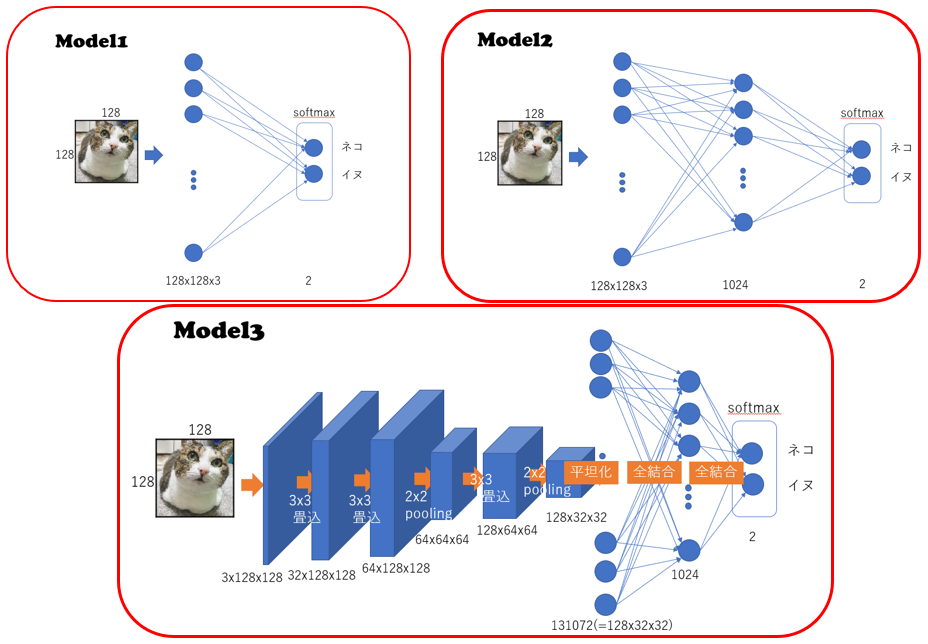 Model1
128
128
softmax
ネコ
イヌ
128x128x3
2
Model2
128
128
softmax
ネコ
イヌ
128x128x3
1024
2
Model3
128
128
3x128x128
3x3
畳込
32x128x128
3x3
畳込
64x128x128
2x2
pooling
64x64x64
3x3
畳込
128x64x64
2x2
pooling
128x32x32
平坦化
全結合
全結合
131072(=128x32x32)
1024
softmax
ネコ
イヌ
2